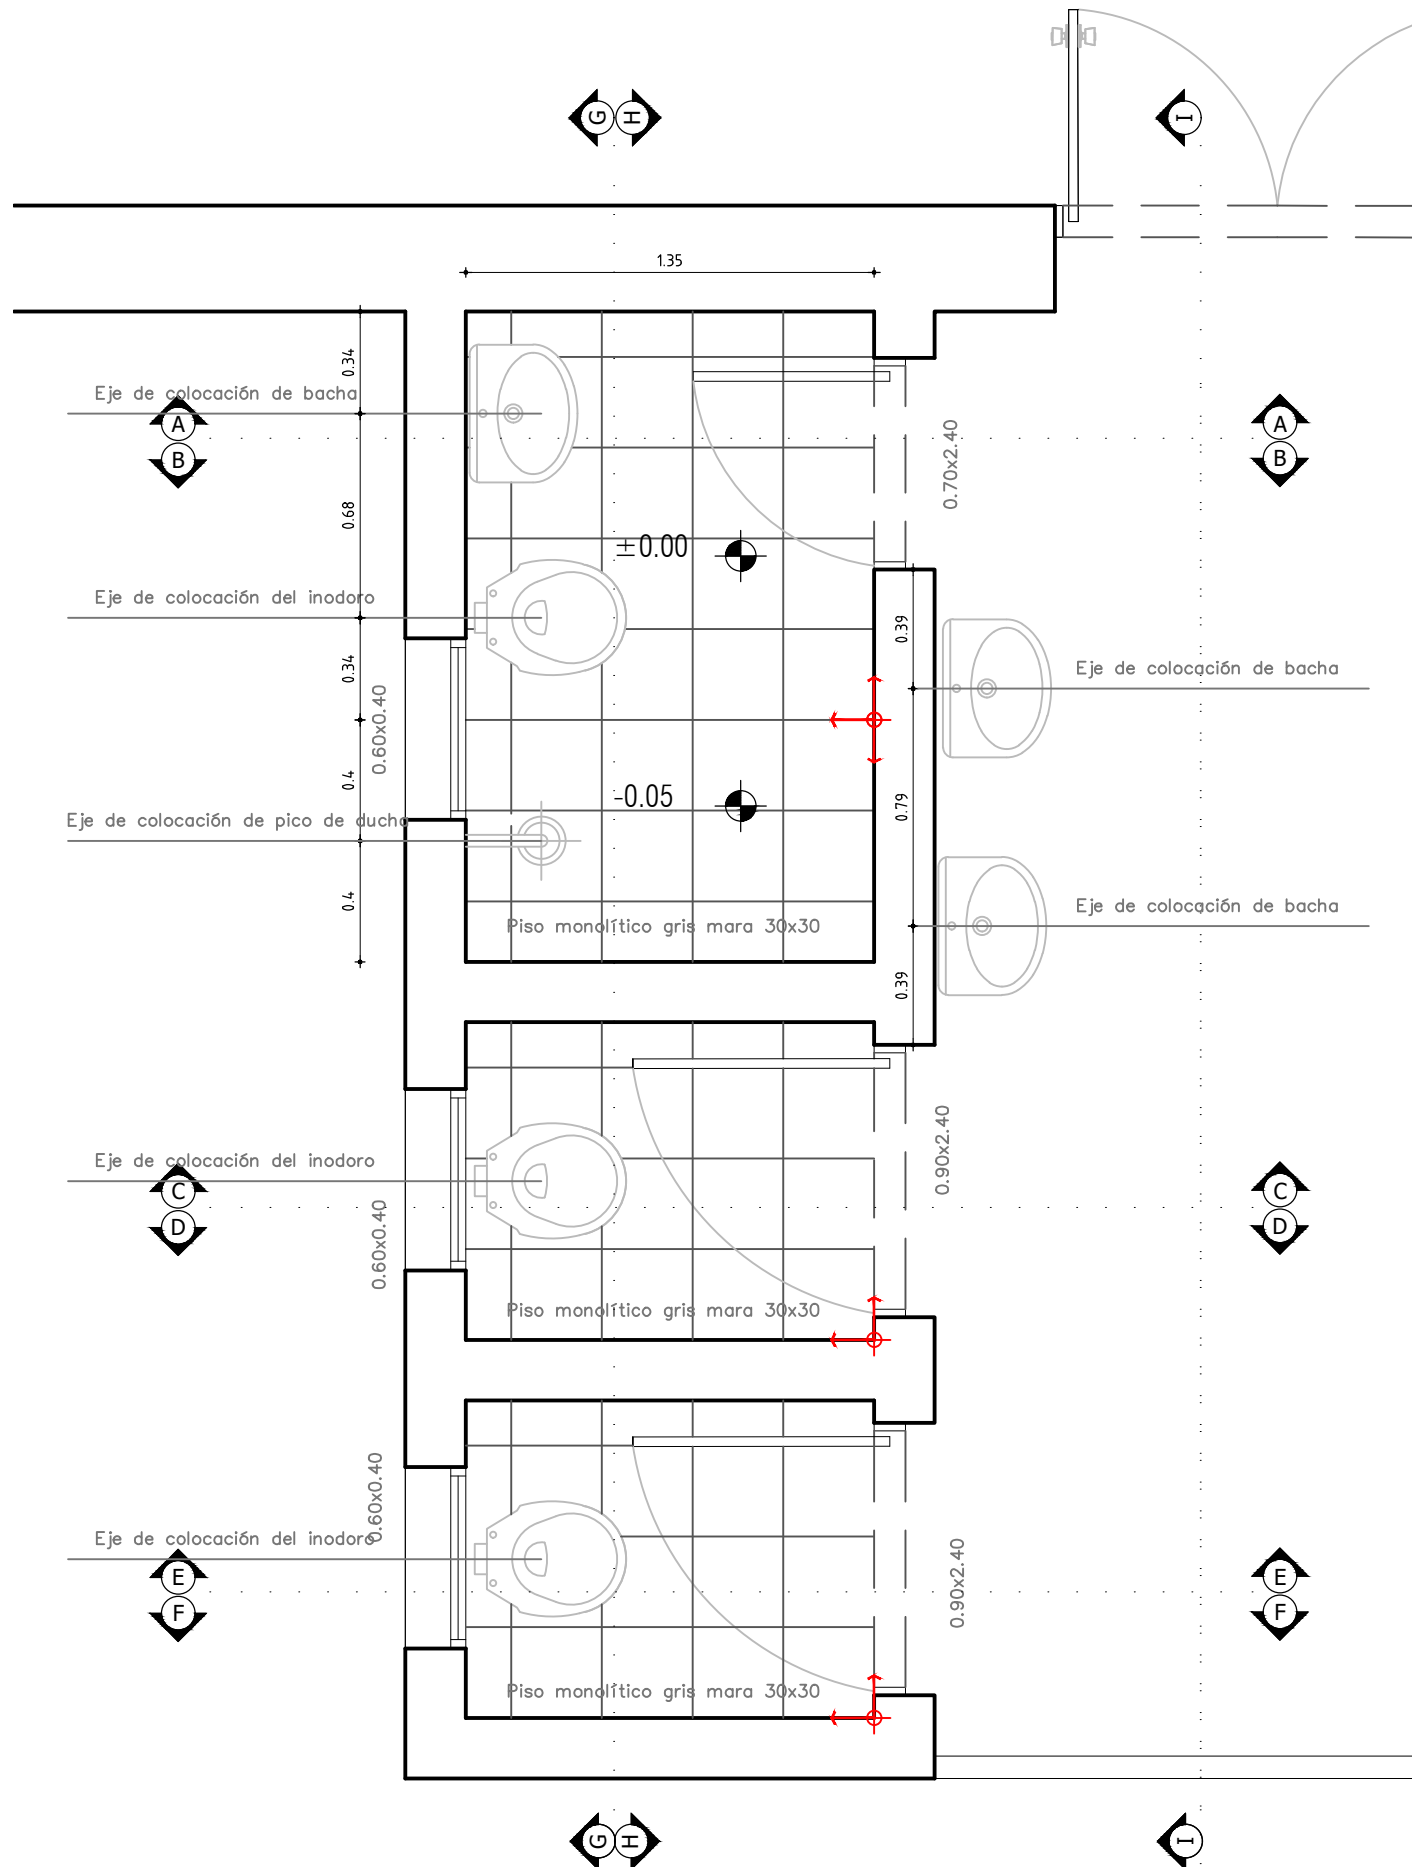 G H I
1.35
0.34
Eje de colocación de bacha
A A
B B
0.70x2.40
0.68
±0.00
Eje de colocación del inodoro
0.39
0.34
Eje de colocación de bacha
0.60x0.40
0.4
-0.05
0.79
Eje de colocación de pico de ducha
0.4
Eje de colocación de bacha
Piso monolítico gris mara 30x30
0.39
0.90x2.40
Eje de colocación del inodoro
C C
D D
0.60x0.40
Piso monolítico gris mara 30x30
0.60x0.40
Eje de colocación del inodoro
0.90x2.40
E E
F F
Piso monolítico gris mara 30x30
G H I